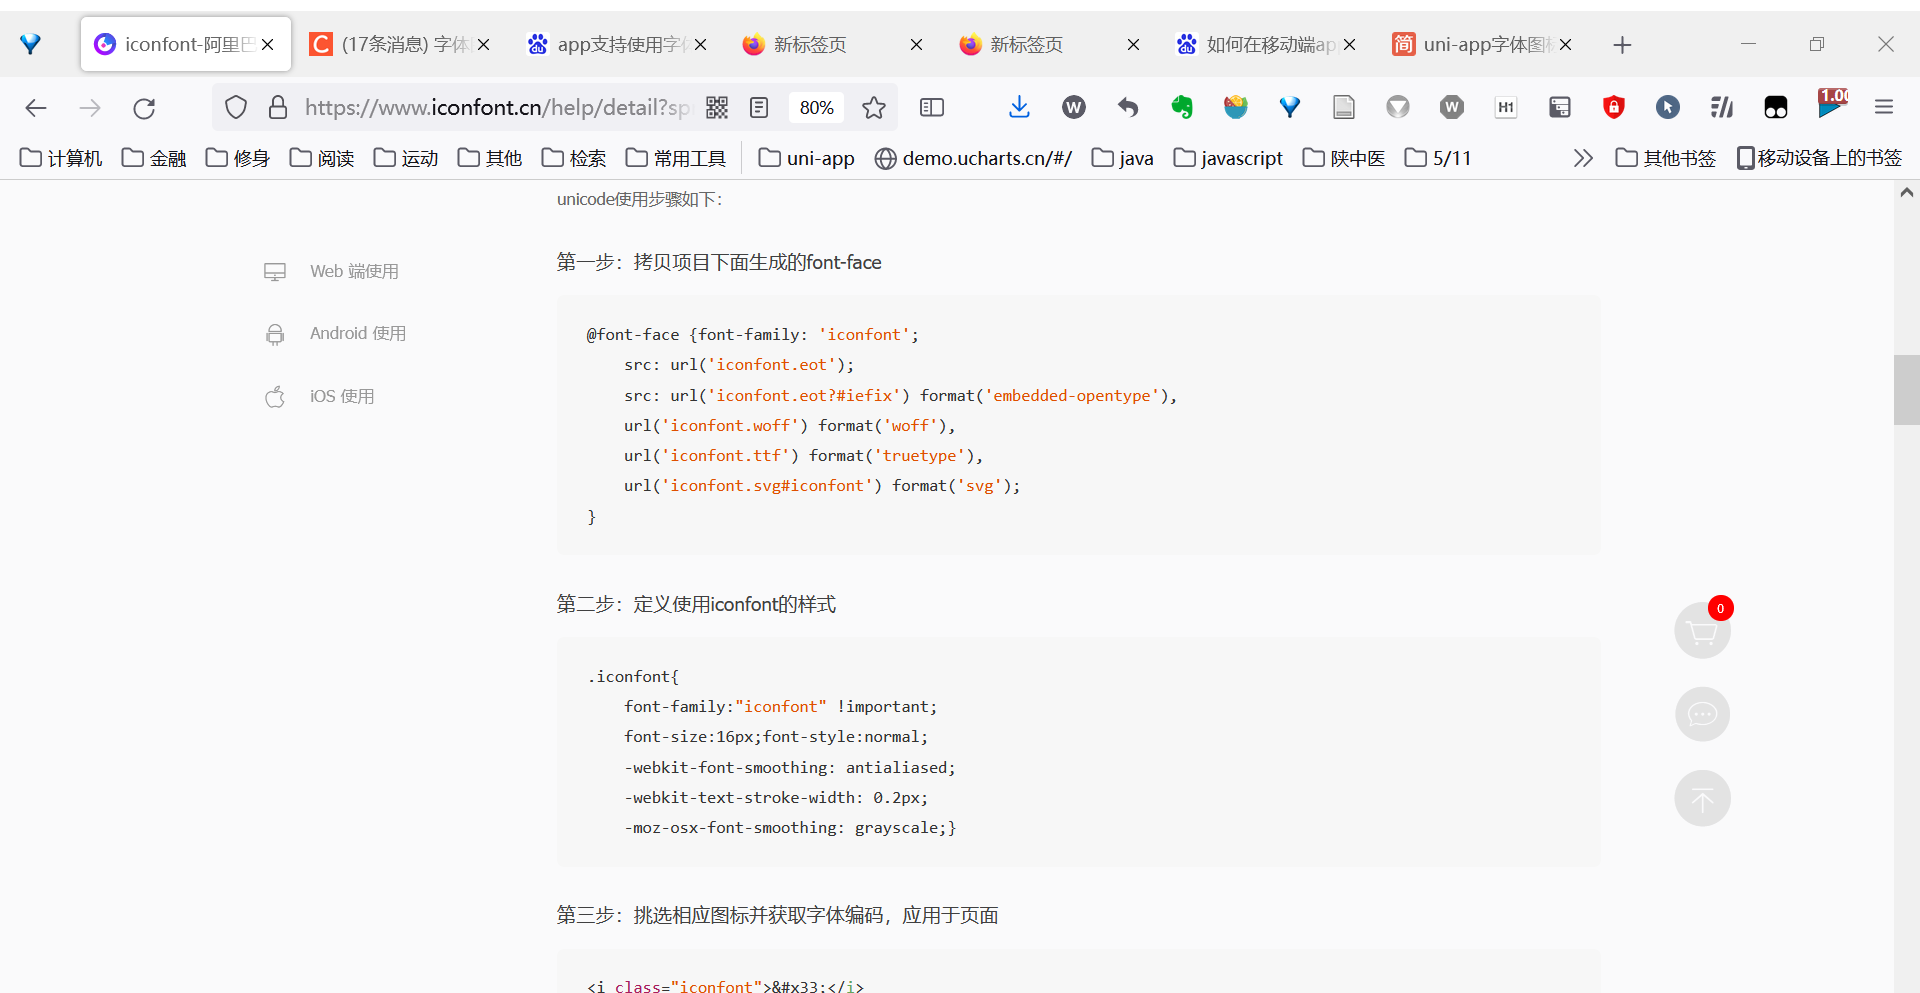 iconfont-阿里巴
(17条消息) 字体
app支持使用字
新标签页
新标签页
如何在移动端ap
uni-app字体图
https://www.iconfont.cn/help/detail?sp
80%
W
W
H1
1.00
计算机
金融
修身
阅读
运动
其他
检索
常用工具
uni-app
demo.ucharts.cn/#/
java
javascript
陕中医
5/11
其他书签
移动设备上的书签
unicode使用步骤如下:
Web 端使用
Android 使用
iOS 使用
第一步：拷贝项目下面生成的font-face
@font-face {font-family: 'iconfont';
src: url('iconfont.eot');
src: url('iconfont.eot?#iefix') format('embedded-opentype'),
url('iconfont.woff') format('woff'),
url('iconfont.ttf') format('truetype'),
url('iconfont.svg#iconfont') format('svg');
}
第二步：定义使用iconfont的样式
.iconfont{
font-family:"iconfont" !important;
font-size:16px;font-style:normal;
-webkit-font-smoothing: antialiased;
-webkit-text-stroke-width: 0.2px;
-moz-osx-font-smoothing: grayscale;}
0
第三步：挑选相应图标并获取字体编码，应用于页面
<i class="iconfont">&#x33;</i>